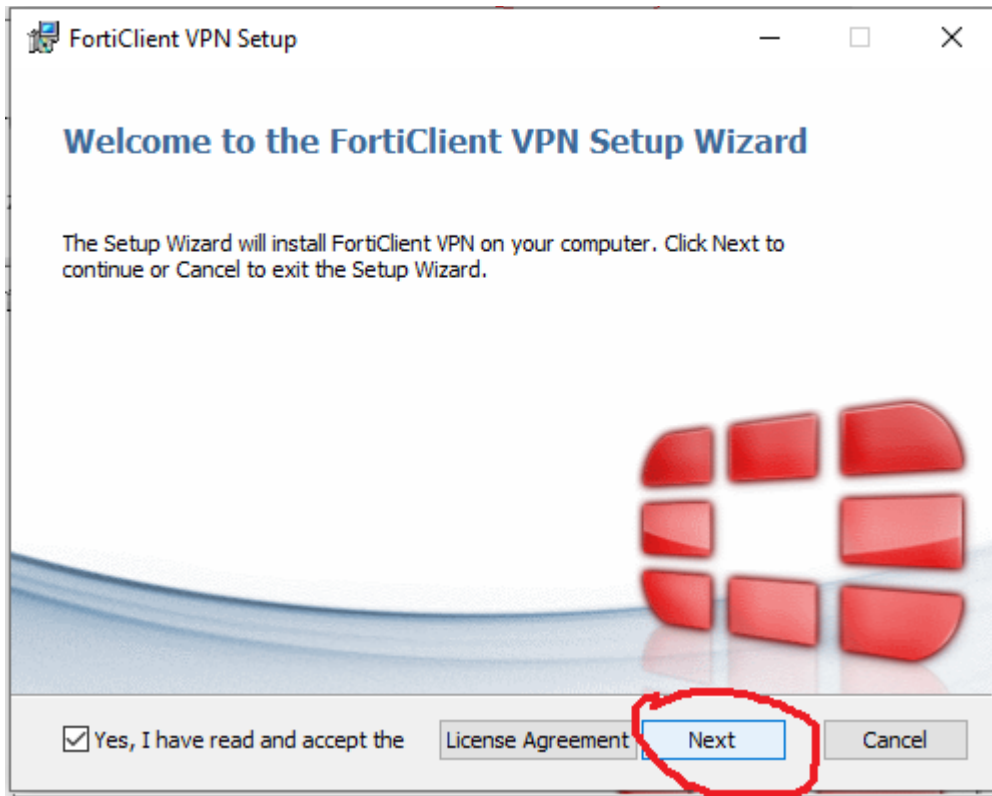 FortiClient VPN Setup
Welcome to the FortiClient VPN Setup Wizard
The Setup Wizard will install FortiClient VPN on your computer. Click Next to
continue or Cancel to exit the Setup Wizard.
Yes, I have read and accept the License Agreement Next Cancel